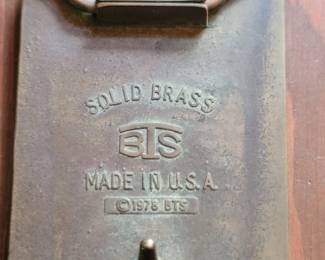 SOLID BRASS
BTS
MADE IN U.S.A.
©1978 BTS